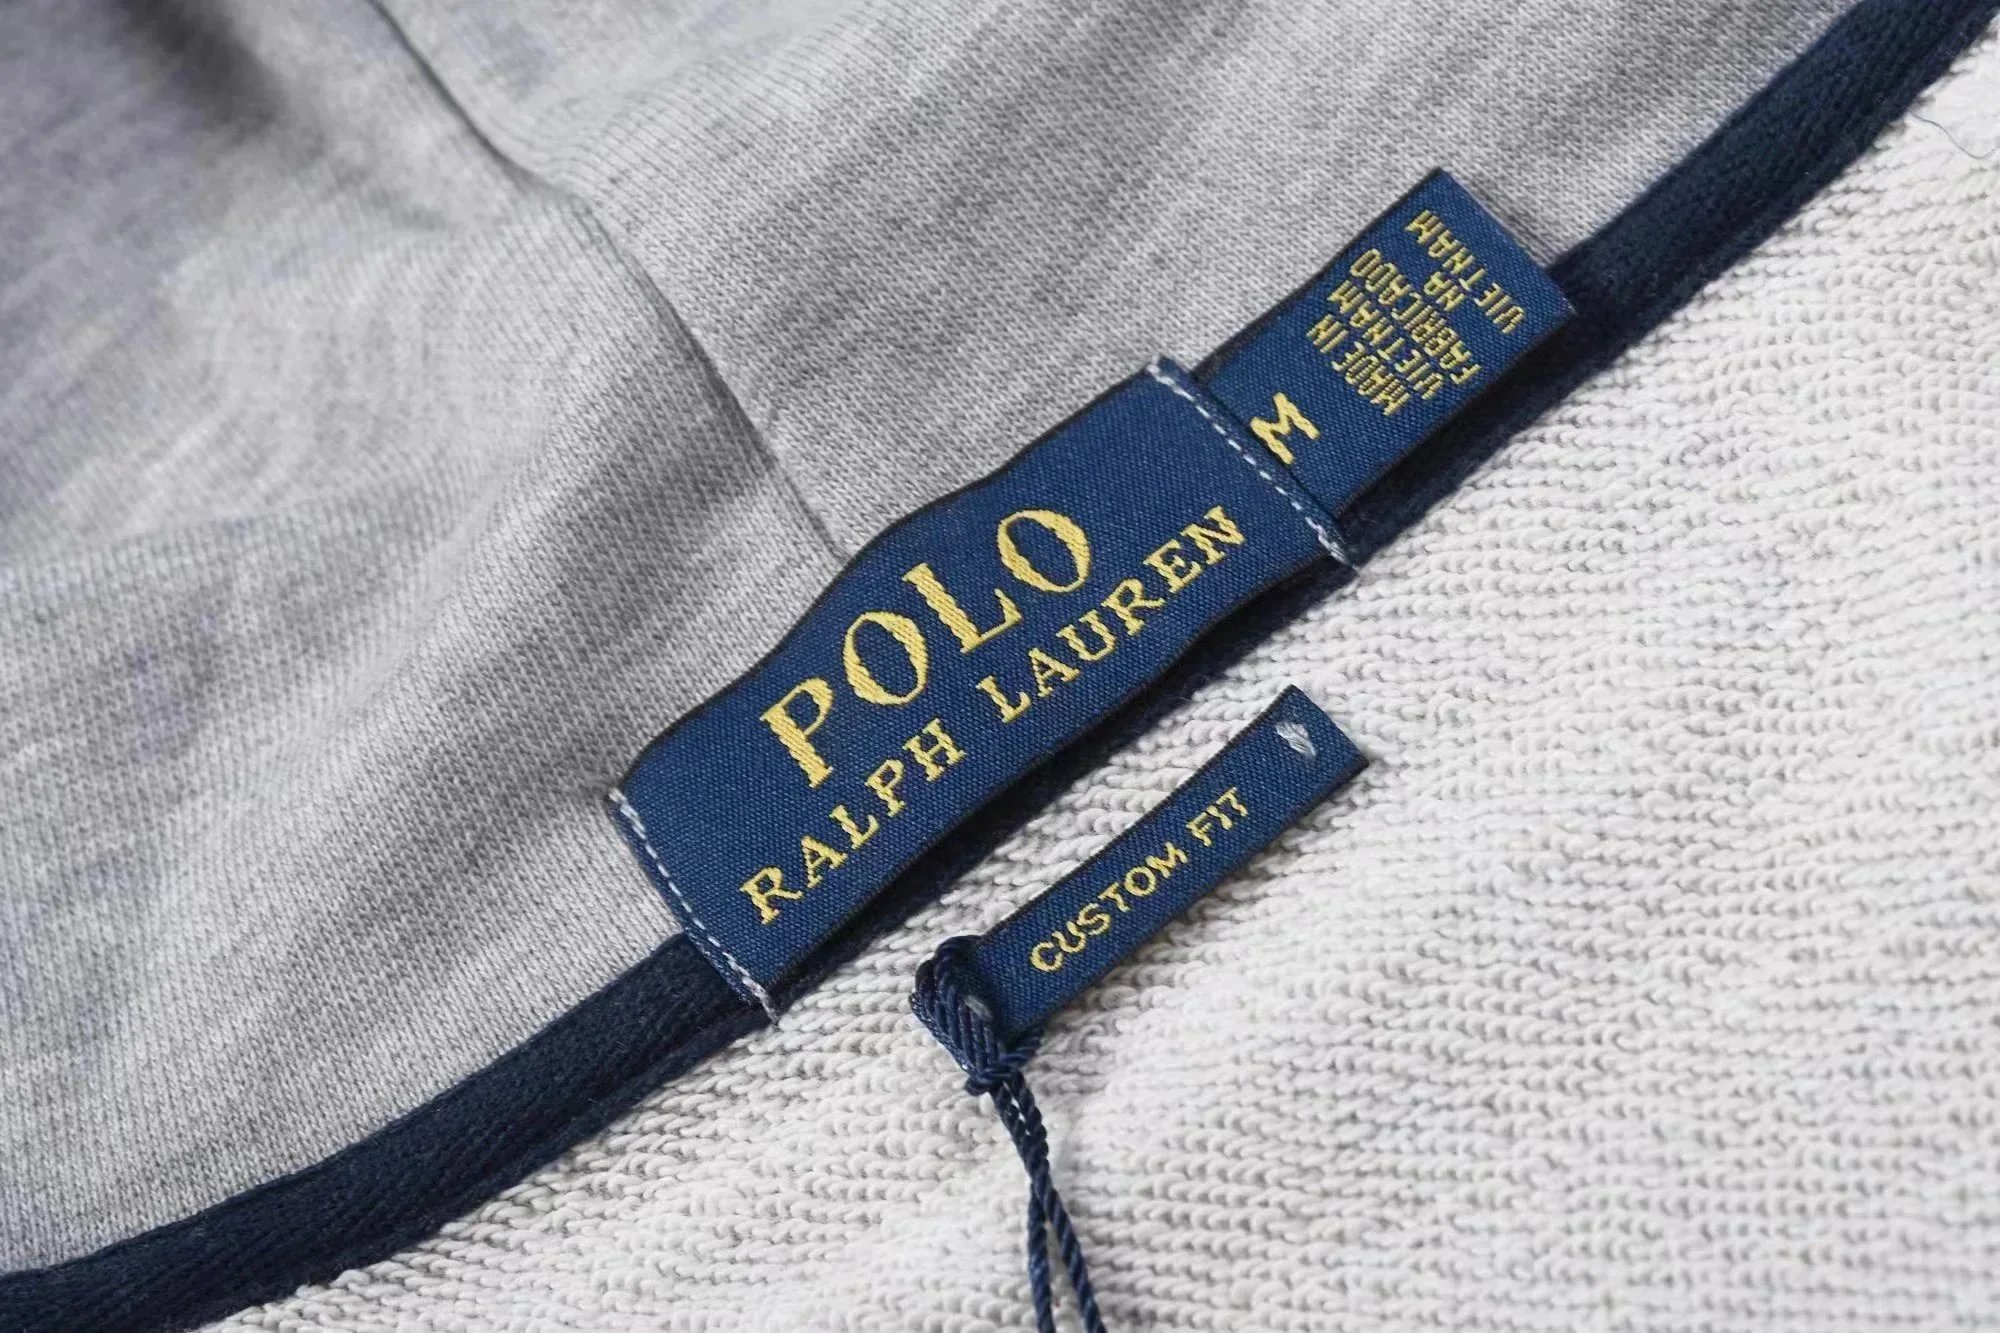 POLO
RALPH LAUREN
M
MADE IN
VIETNAM
FABRICADO
NA
VIETNAM
CUSTOM FIT